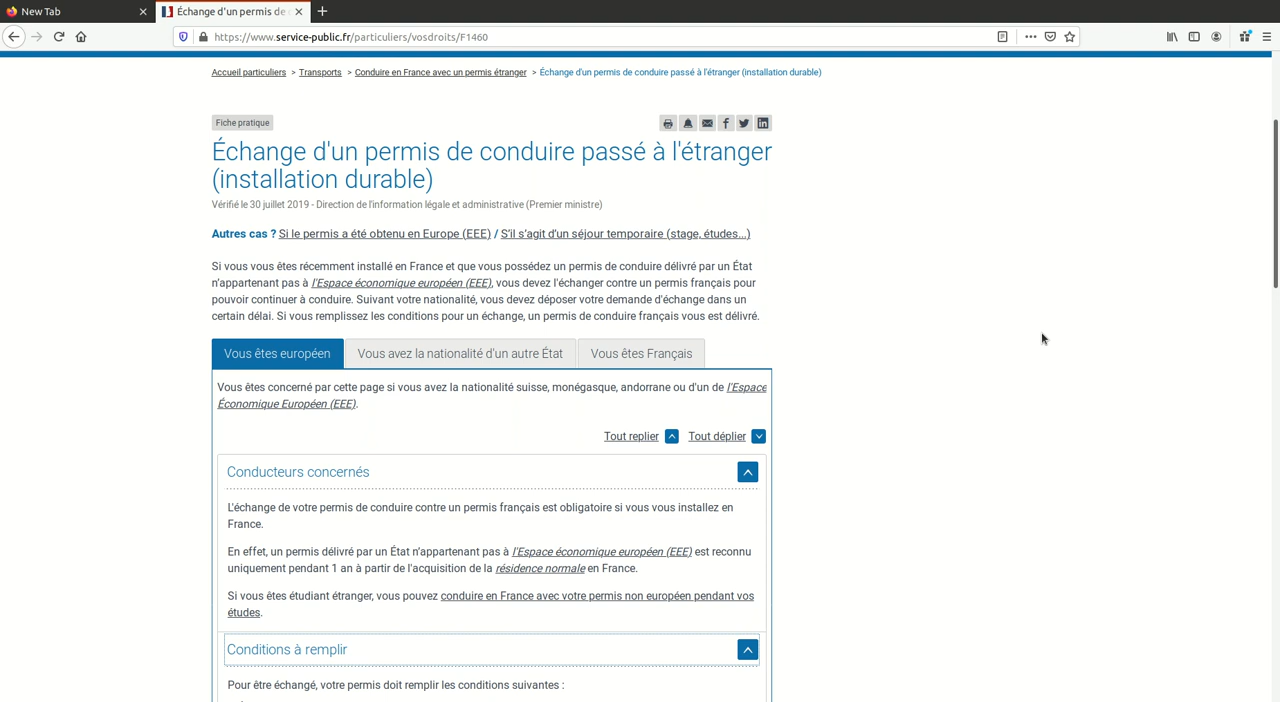 New Tab
Échange d'un permis de c
https://www.service-public.fr/particuliers/vosdroits/F1460
Accueil particuliers > Transports > Conduire en France avec un permis étranger > Échange d'un permis de conduire passé à l'étranger (installation durable)
Fiche pratique
Échange d'un permis de conduire passé à l'étranger
(installation durable)
Vérifié le 30 juillet 2019 - Direction de l'information légale et administrative (Premier ministre)
Autres cas ? Si le permis a été obtenu en Europe (EEE) / S'il s'agit d'un séjour temporaire (stage, études...)
Si vous vous êtes récemment installé en France et que vous possédez un permis de conduire délivré par un État
n'appartenant pas à l'Espace économique européen (EEE), vous devez l'échanger contre un permis français pour
pouvoir continuer à conduire. Suivant votre nationalité, vous devez déposer votre demande d'échange dans un
certain délai. Si vous remplissez les conditions pour un échange, un permis de conduire français vous est délivré.
Vous êtes européen
Vous avez la nationalité d'un autre État
Vous êtes Français
Vous êtes concerné par cette page si vous avez la nationalité suisse, monégasque, andorrane ou d'un de l'Espace
Économique Européen (EEE).
Tout replier
Tout déplier
Conducteurs concernés
L'échange de votre permis de conduire contre un permis français est obligatoire si vous vous installez en
France.
En effet, un permis délivré par un État n'appartenant pas à l'Espace économique européen (EEE) est reconnu
uniquement pendant 1 an à partir de l'acquisition de la résidence normale en France.
Si vous êtes étudiant étranger, vous pouvez conduire en France avec votre permis non européen pendant vos
études.
Conditions à remplir
Pour être échangé, votre permis doit remplir les conditions suivantes :